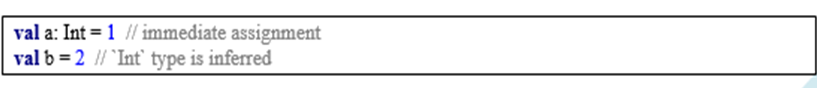 val a: Int = 1 // immediate assignment
val b = 2 // `Int` type is inferred